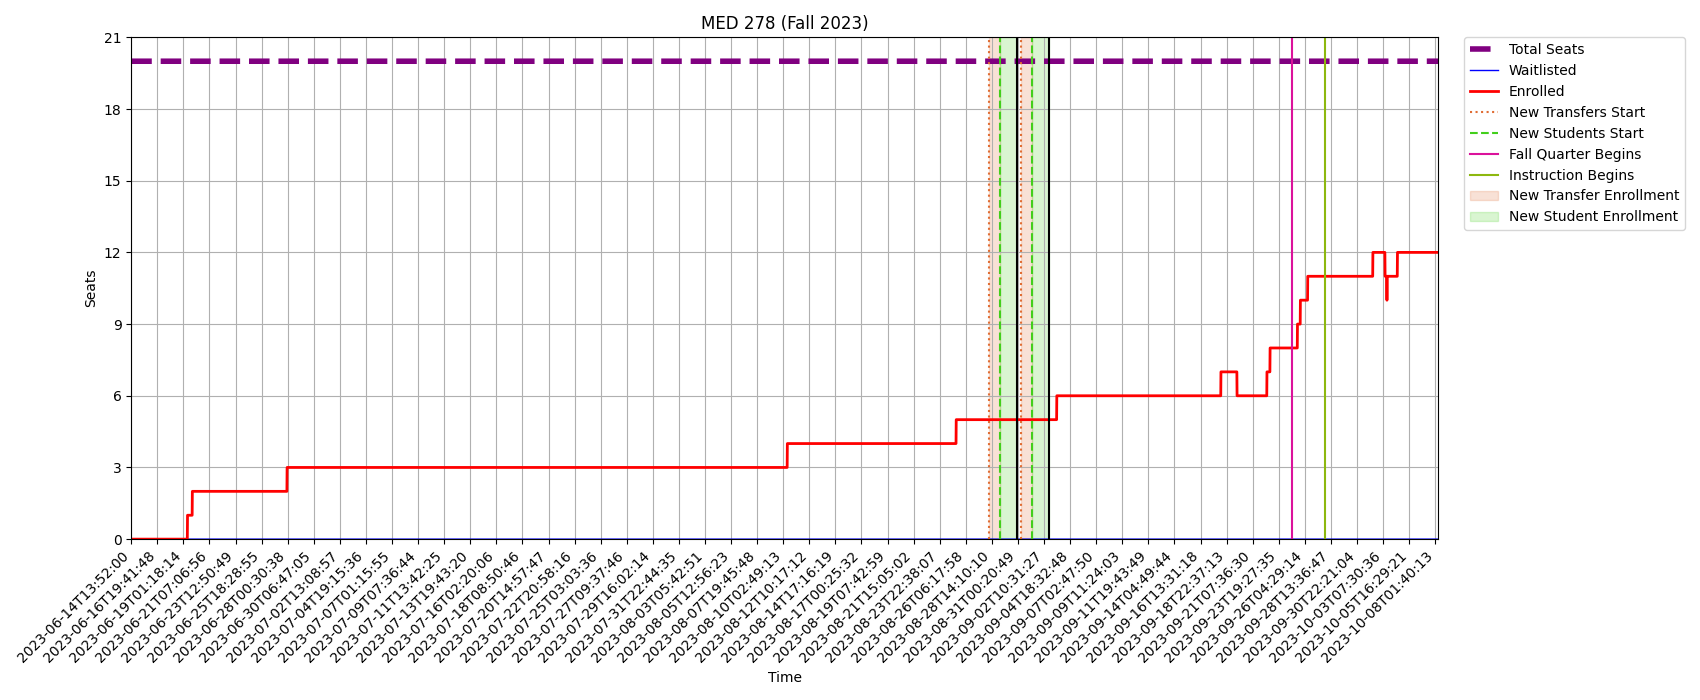 MED 278 (Fall 2023)
21
18
15
12
9
6
3
0
Seats
2023-06-14T13:52:00
2023-06-16T19:41:48
2023-06-19T01:18:14
2023-06-21T07:06:56
2023-06-23T12:50:49
2023-06-25T18:28:55
2023-06-28T00:30:38
2023-06-30T06:47:05
2023-07-02T13:08:57
2023-07-04T19:15:36
2023-07-07T01:15:55
2023-07-09T07:36:44
2023-07-11T13:42:25
2023-07-13T19:43:20
2023-07-16T02:20:06
2023-07-18T08:50:46
2023-07-20T14:57:47
2023-07-22T20:58:16
2023-07-25T03:03:36
2023-07-27T09:37:46
2023-07-29T16:02:14
2023-07-31T22:44:35
2023-08-03T05:42:51
2023-08-05T12:56:23
2023-08-07T19:45:48
2023-08-10T02:49:13
2023-08-12T10:17:12
2023-08-14T17:16:19
2023-08-17T00:25:32
2023-08-19T07:42:59
2023-08-21T15:05:02
2023-08-23T22:38:07
2023-08-26T06:17:58
2023-08-28T14:10:10
2023-08-31T00:20:49
2023-09-02T10:31:27
2023-09-04T18:32:48
2023-09-07T02:47:50
2023-09-09T11:24:03
2023-09-11T19:43:49
2023-09-14T04:49:44
2023-09-16T13:31:18
2023-09-18T22:37:13
2023-09-21T07:36:30
2023-09-23T19:27:35
2023-09-26T04:29:14
2023-09-28T13:36:47
2023-09-30T22:21:04
2023-10-03T07:30:36
2023-10-05T16:29:21
2023-10-08T01:40:13
Time
Total Seats
Waitlisted
Enrolled
New Transfers Start
New Students Start
Fall Quarter Begins
Instruction Begins
New Transfer Enrollment
New Student Enrollment